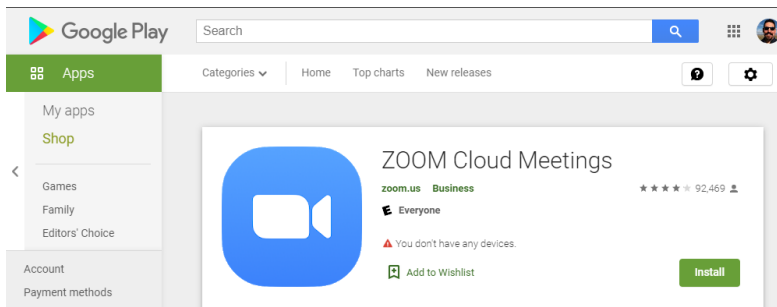 Google Play
Search
Apps
Categories
Home
Top charts
New releases
My apps
Shop
Games
Family
Editors' Choice
Account
Payment methods
ZOOM Cloud Meetings
zoom.us Business
92,469
E Everyone
You don't have any devices.
Add to Wishlist
Install